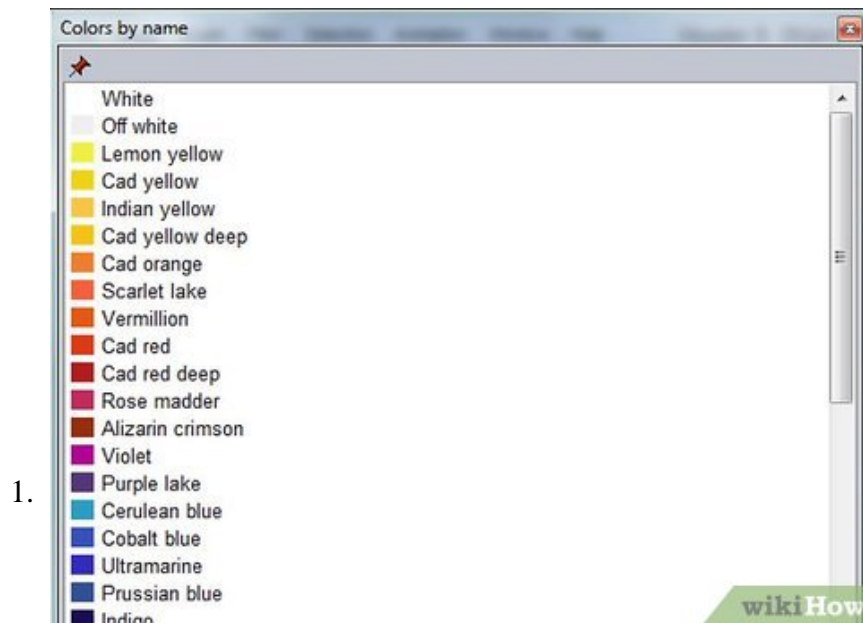 Colors by name
White
Off white
Lemon yellow
Cad yellow
Indian yellow
Cad yellow deep
Cad orange
Scarlet lake
Vermillion
Cad red
Cad red deep
Rose madder
Alizarin crimson
Violet
1.
Purple lake
Cerulean blue
Cobalt blue
Ultramarine
Prussian blue
Indigo
wikiHow